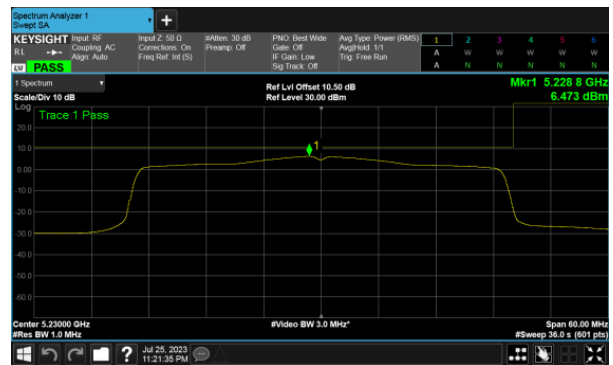 Spectrum Analyzer 1
Swept SA
KEYSIGHT
RL
LXI PASS
Input: RF
Coupling: AC
Align: Auto
Input Z: 50 Ω
Corrections: On
Freq Ref: Int (S)
#Atten: 30 dB
Preamp: Off
PNO: Best Wide
Gate: Off
IF Gain: Low
Sig Track: Off
Avg Type: Power (RMS)
Avg|Hold: 1/1
Trig: Free Run
1 2 3 4 5 6
A W W W W W
A N N N N N
1 Spectrum
Scale/Div 10 dB
Ref Lvl Offset 10.50 dB
Ref Level 30.00 dBm
Mkr1 5.228 8 GHz
6.473 dBm
Log
Trace 1 Pass
20.0
10.0
1
0.00
-10.0
-20.0
-30.0
-40.0
-50.0
-60.0
Center 5.23000 GHz
#Res BW 1.0 MHz
#Video BW 3.0 MHz*
Span 60.00 MHz
#Sweep 36.0 s (601 pts)
?
Jul 25, 2023
11:21:35 PM